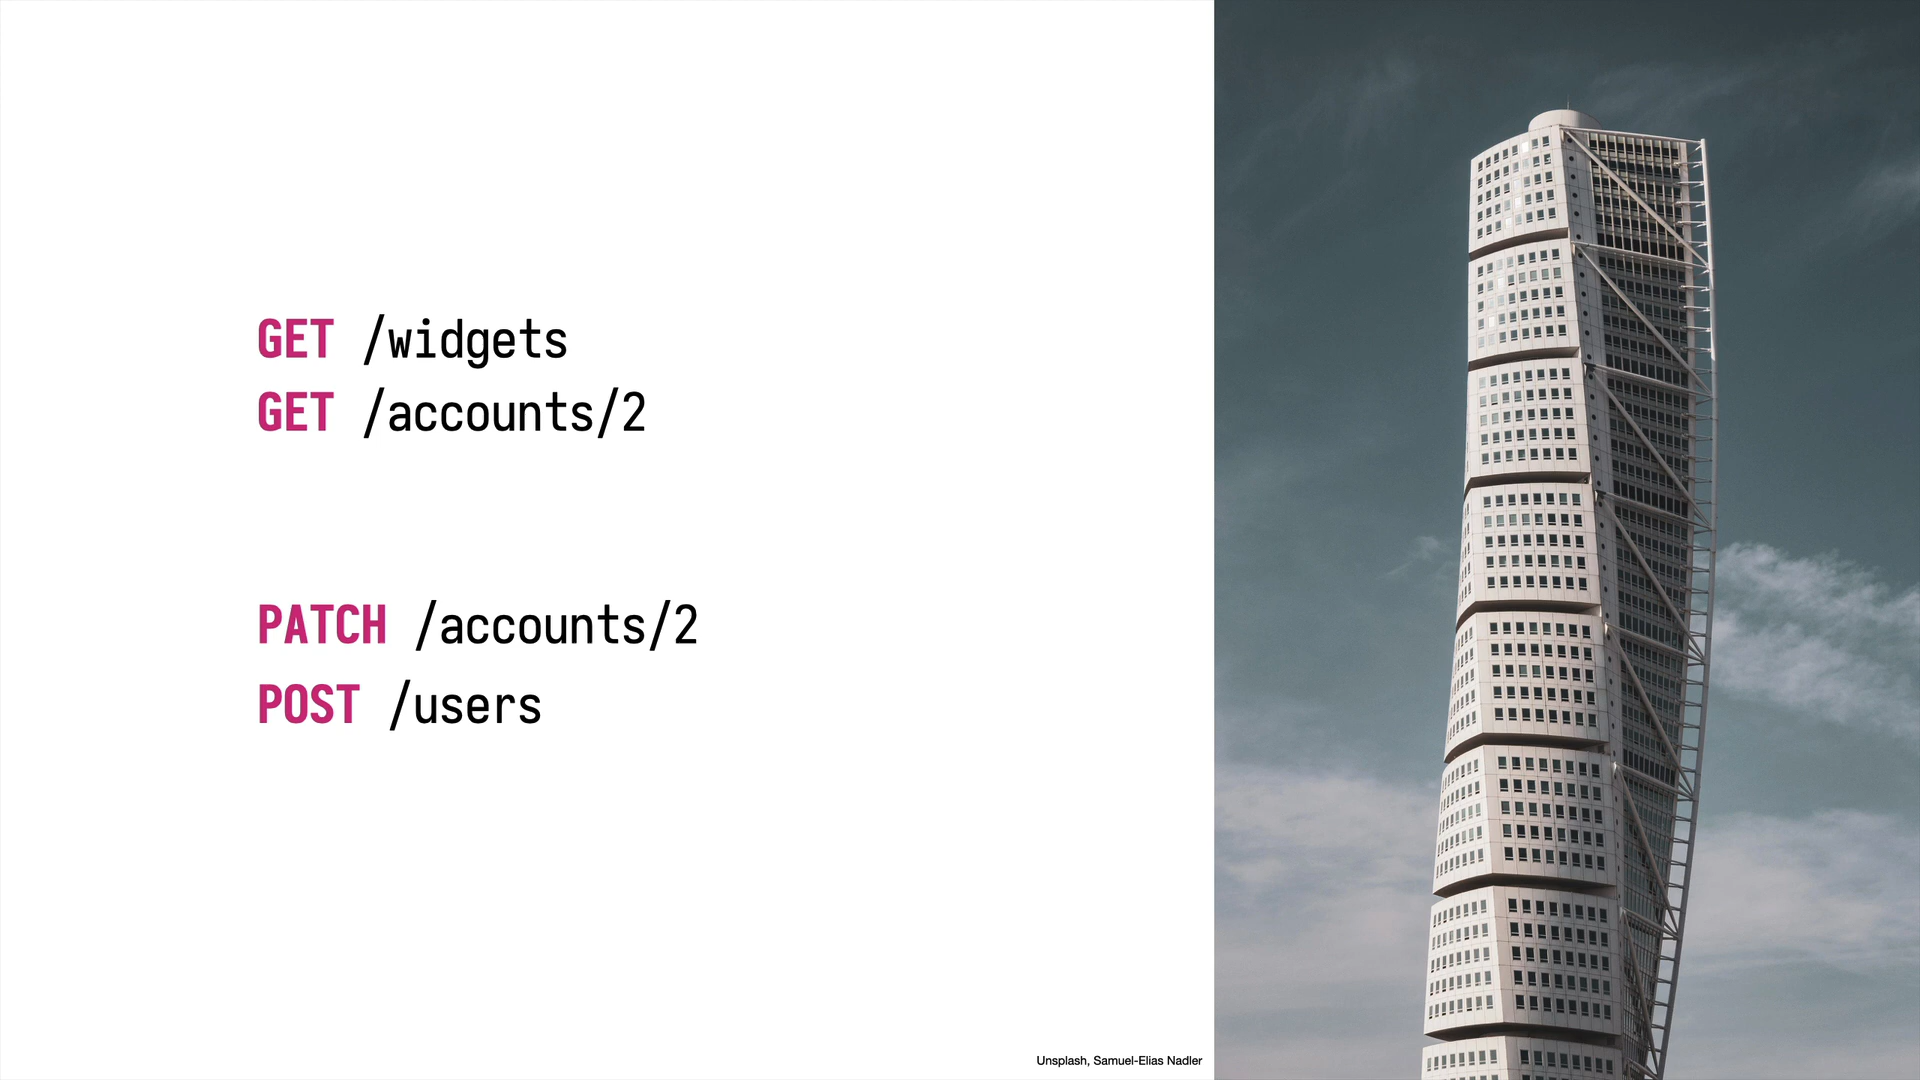 GET /widgets
GET /accounts/2
PATCH /accounts/2
POST /users
Unsplash, Samuel-Elias Nadler